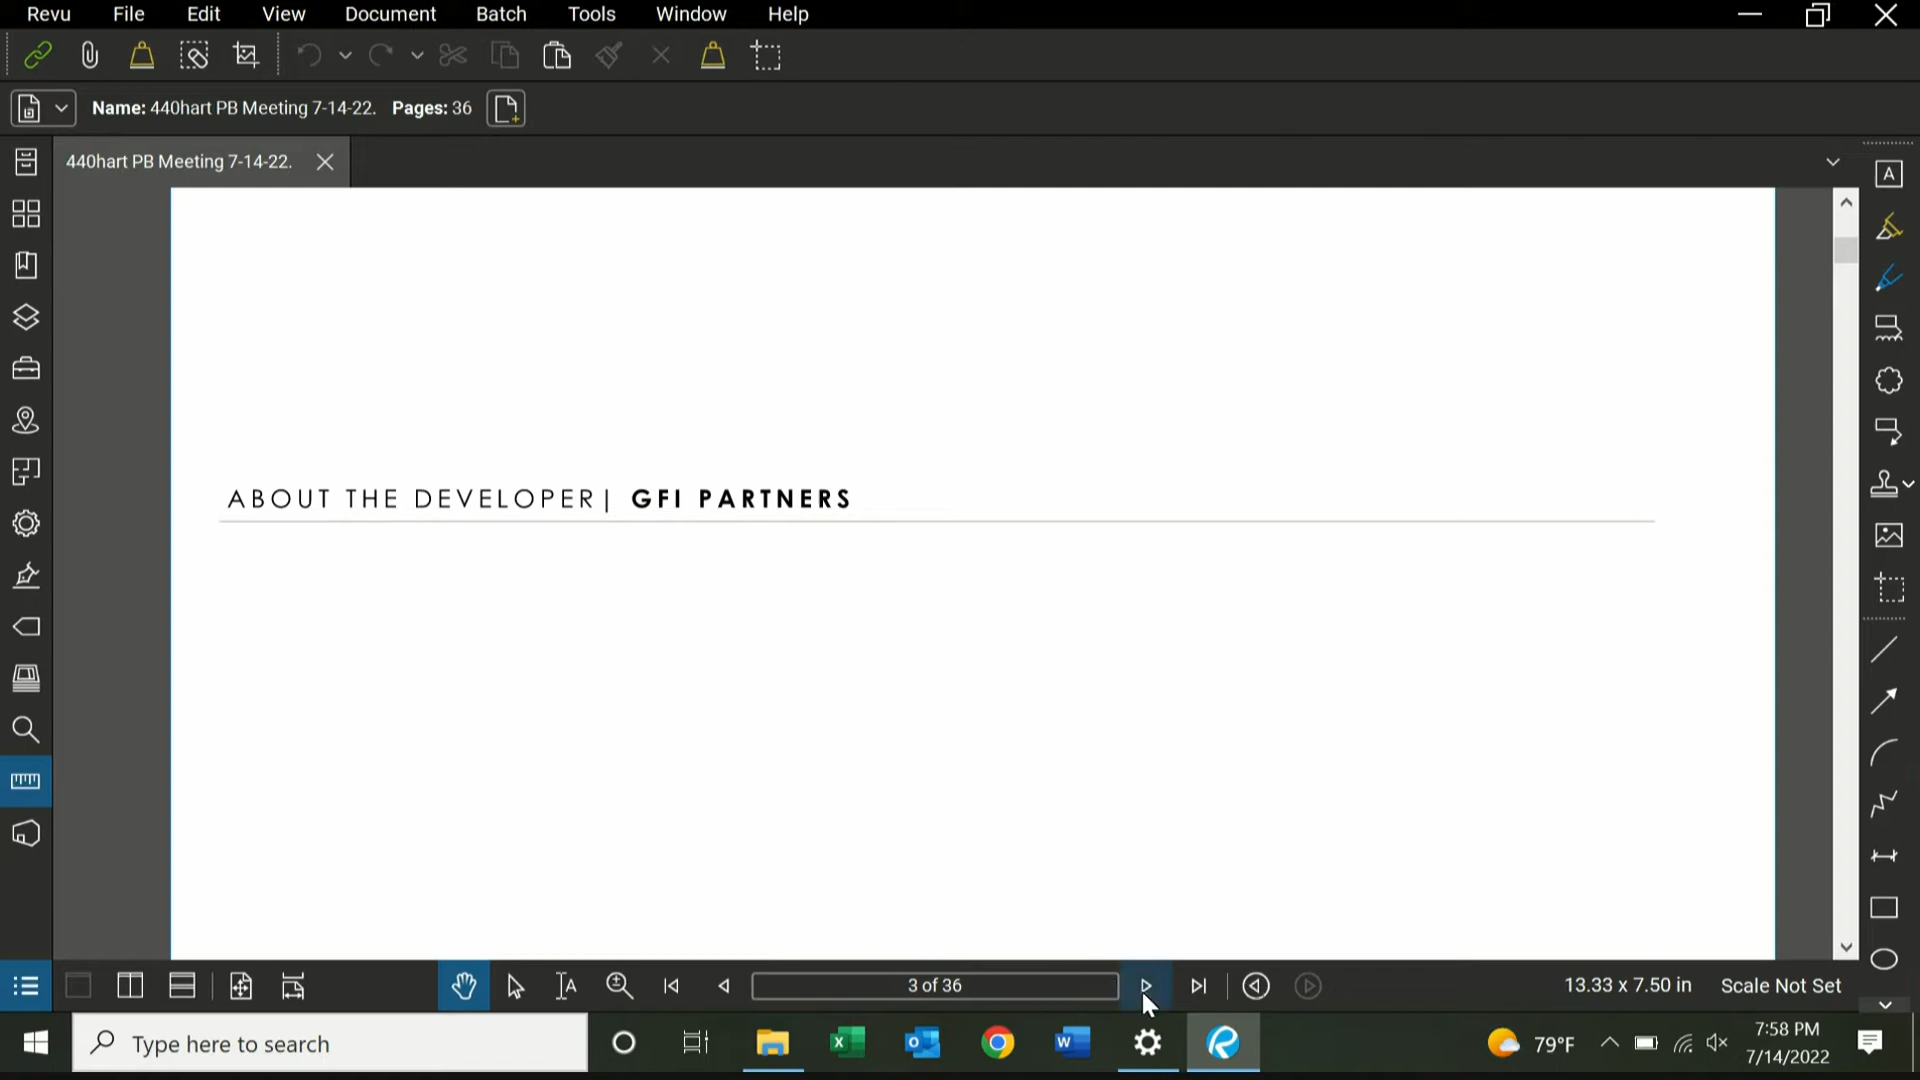 Revu File Edit View Document Batch Tools Window Help
Name: 440hart PB Meeting 7-14-22. Pages: 36
440hart PB Meeting 7-14-22.
A
ABOUT THE DEVELOPER| GFI PARTNERS
3 of 36
13.33 x 7.50 in Scale Not Set
Type here to search
79°F
7:58 PM
7/14/2022